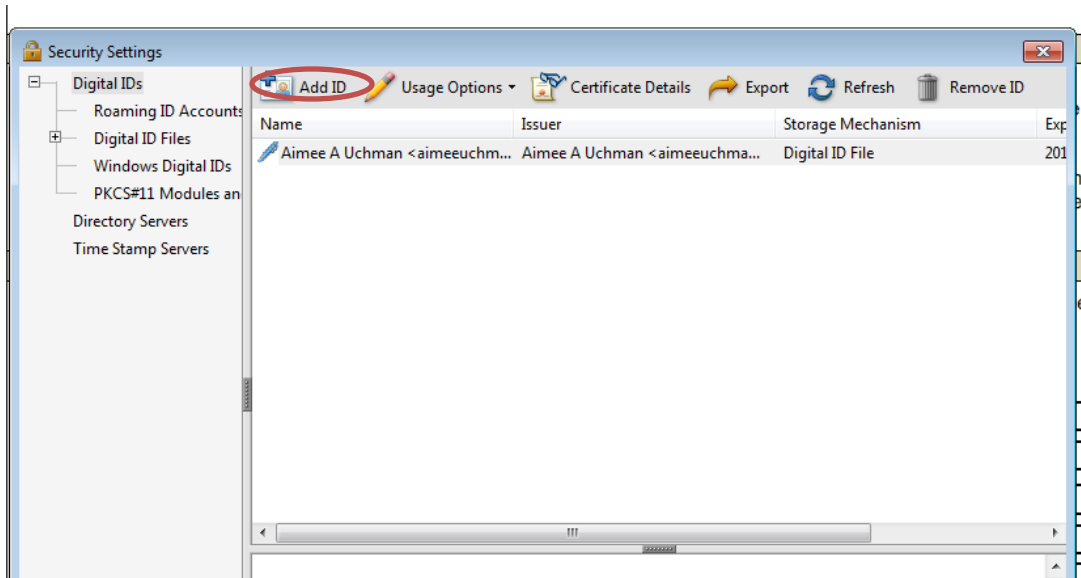 Security Settings
Digital IDs
Roaming ID Accounts
Digital ID Files
Windows Digital IDs
PKCS#11 Modules an
Directory Servers
Time Stamp Servers
Add ID Usage Options Certificate Details Export Refresh Remove ID
Name Issuer Storage Mechanism Exp
Aimee A Uchman <aimeeuchm... Aimee A Uchman <aimeeuchma... Digital ID File 201